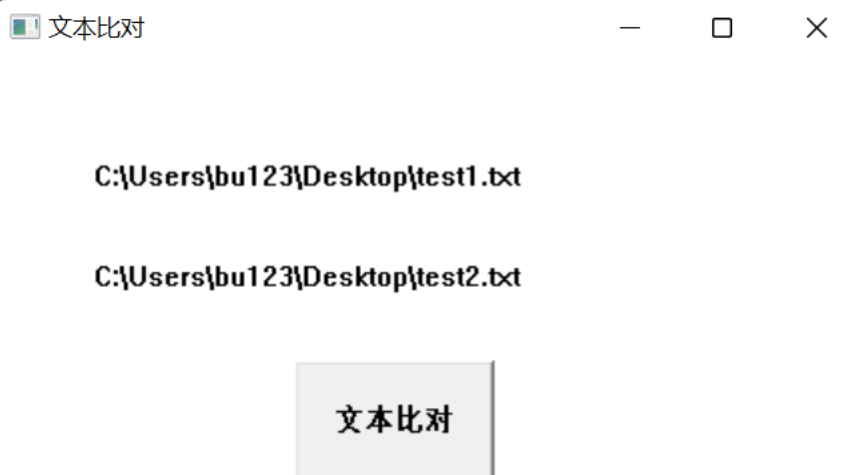 文本比对
C:\Users\bu123\Desktop\test1.txt
C:\Users\bu123\Desktop\test2.txt
文本比对